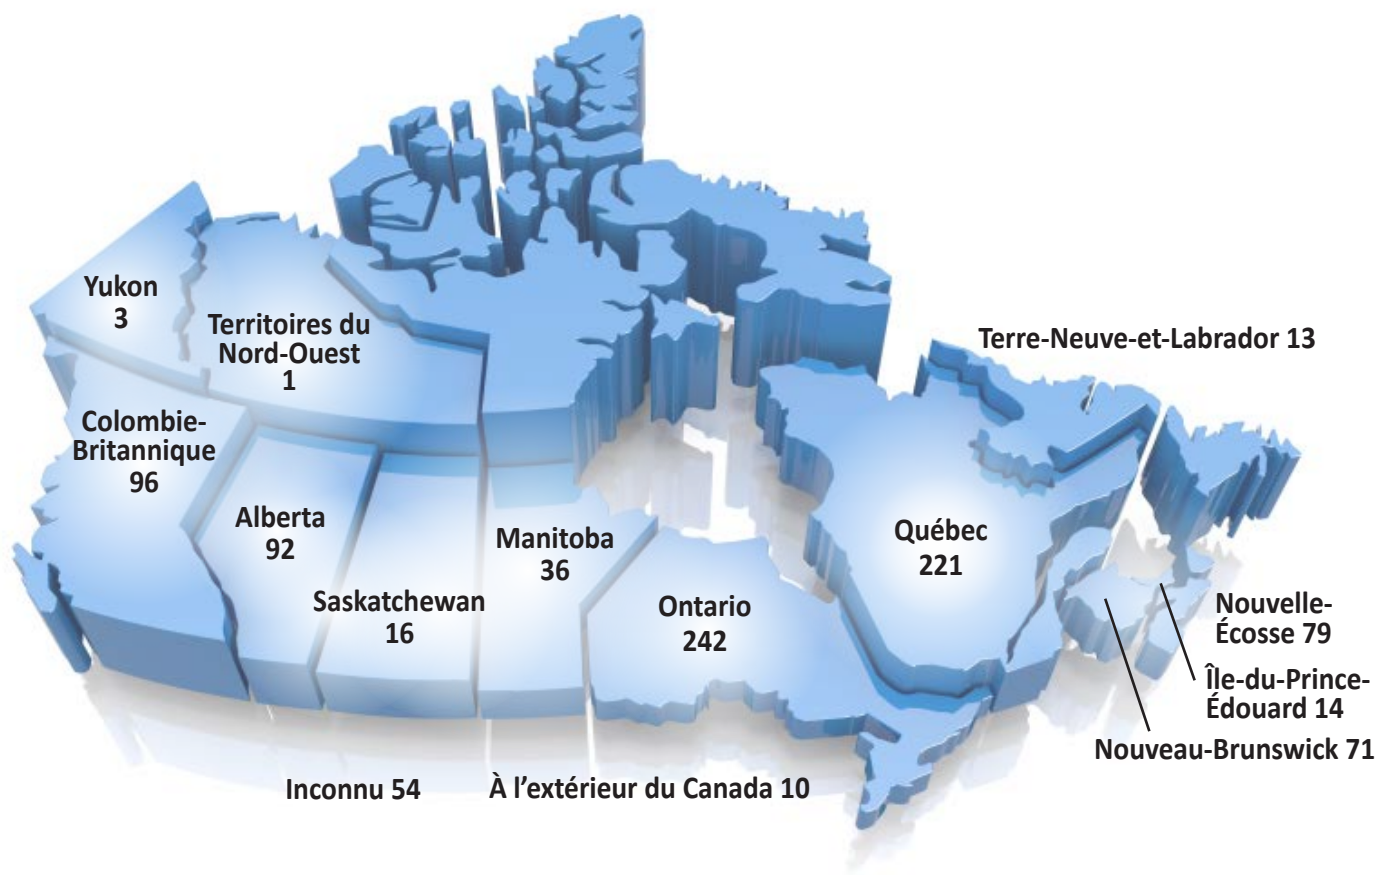 Yukon
3
Territoires du
Nord-Ouest
1
Terre-Neuve-et-Labrador 13
Colombie-
Britannique
96
Alberta
92
Saskatchewan
16
Manitoba
36
Ontario
242
Québec
221
Nouvelle-
Écosse 79
Île-du-Prince-
Édouard 14
Nouveau-Brunswick 71
Inconnu 54
À l’extérieur du Canada 10